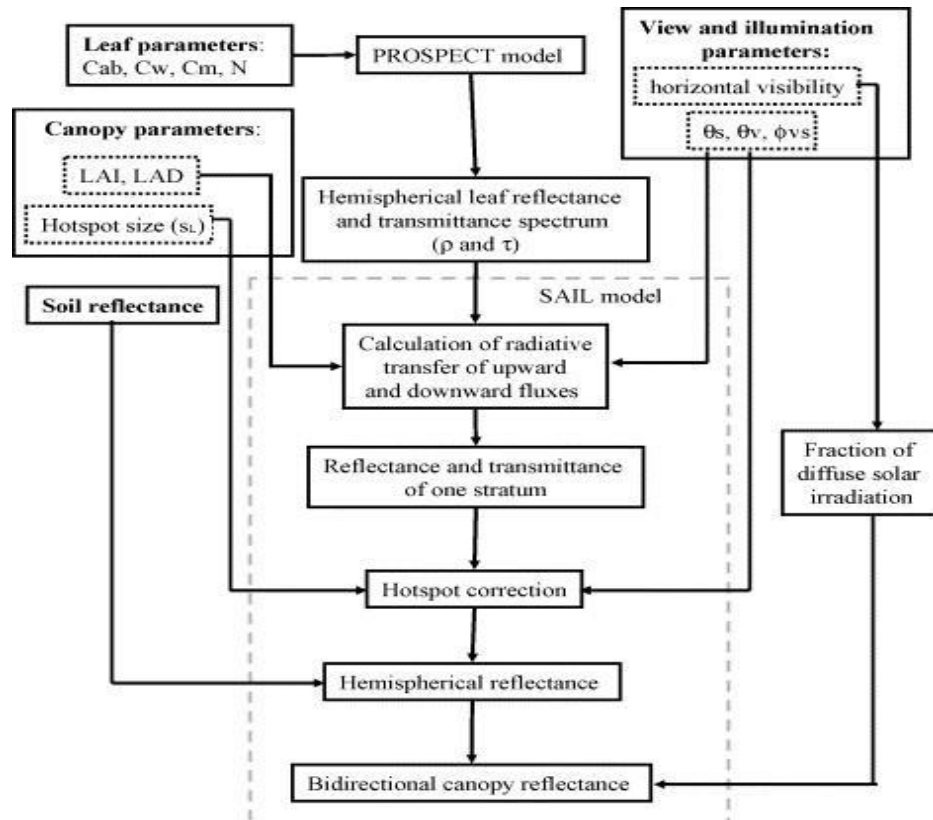 Leaf parameters:
Cab, Cw, Cm, N
PROSPECT model
View and illumination
parameters:
horizontal visibility
θs, θv, ϕvs
Canopy parameters:
LAI, LAD
Hotspot size (sL)
Hemispherical leaf reflectance
and transmittance spectrum
(ρ and τ)
SAIL model
Soil reflectance
Calculation of radiative
transfer of upward
and downward fluxes
Reflectance and transmittance
of one stratum
Fraction of
diffuse solar
irradiation
Hotspot correction
Hemispherical reflectance
Bidirectional canopy reflectance